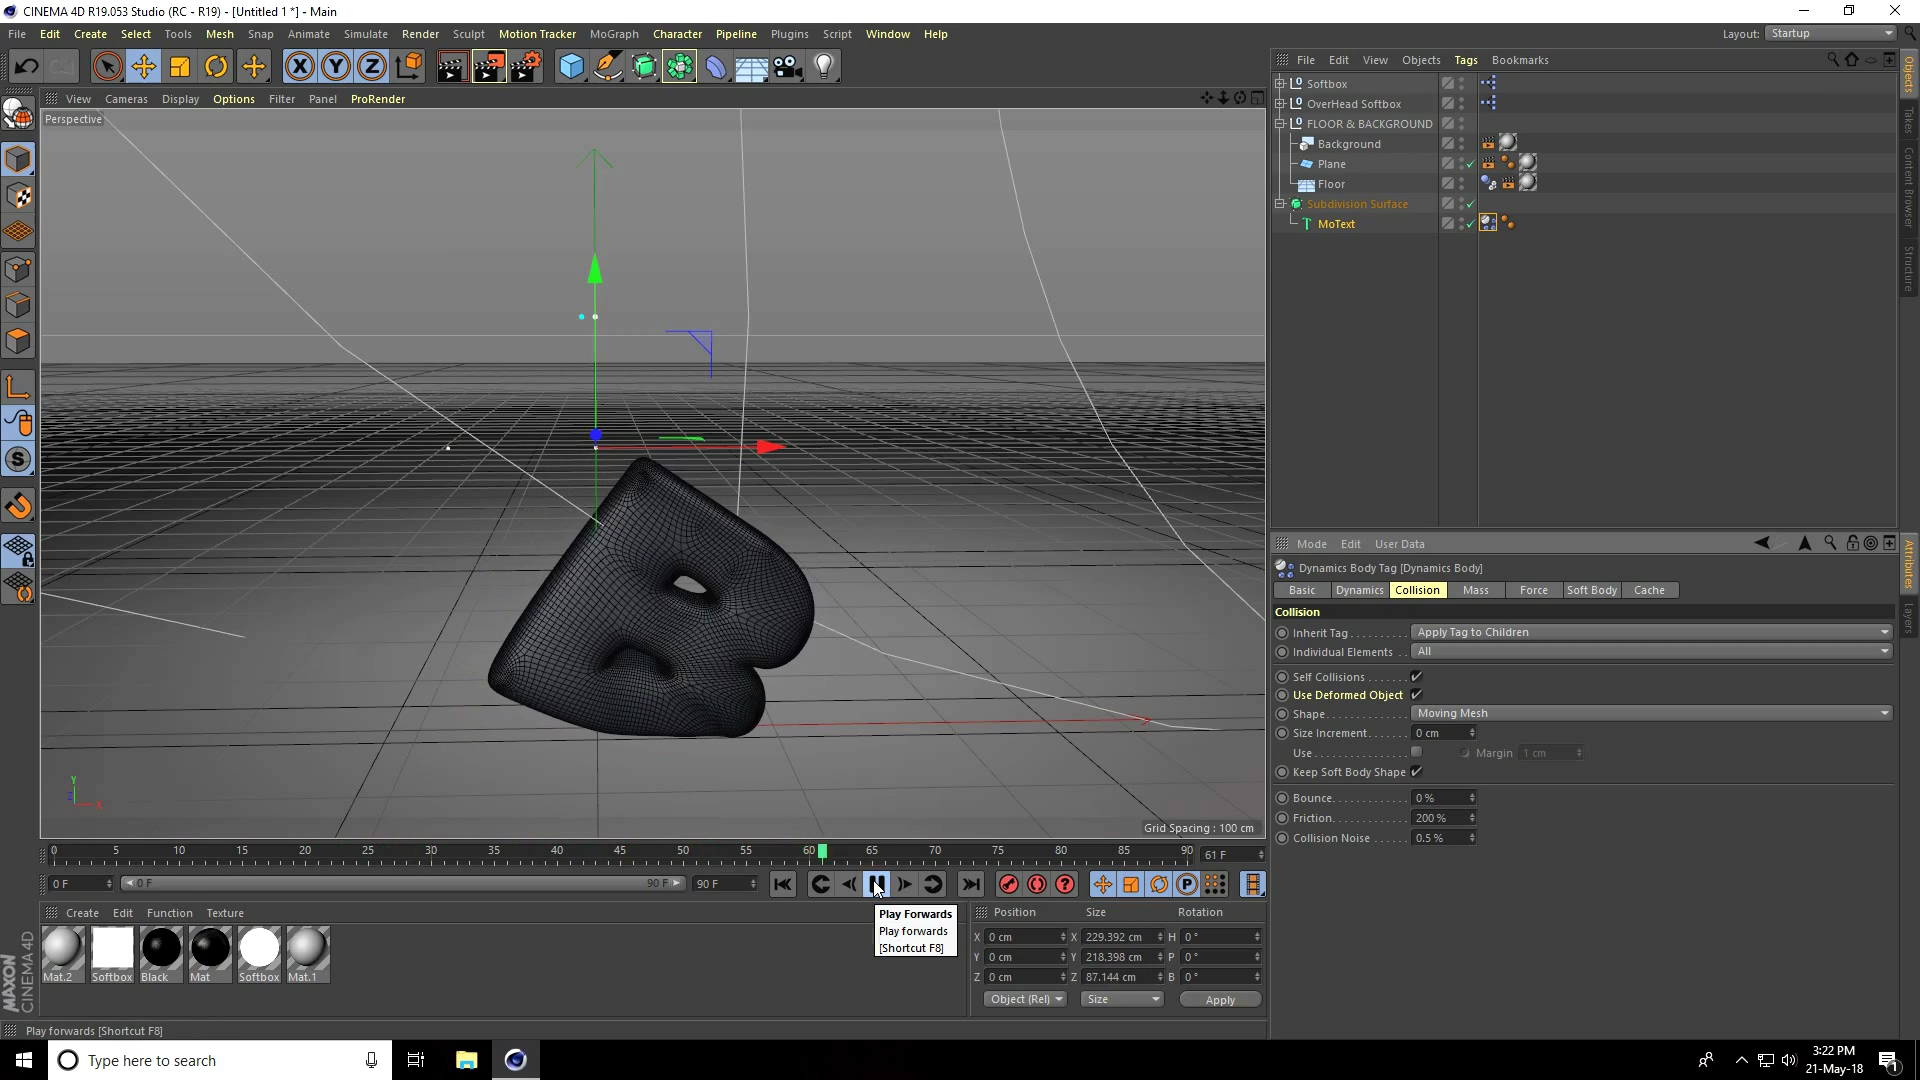 CINEMA 4D R19.053 Studio (RC - R19) - [Untitled 1 *] - Main
File Edit Create Select Tools Mesh Snap Animate Simulate Render Sculpt Motion Tracker MoGraph Character Pipeline Plugins Script Window Help
Layout: Startup
File Edit View Objects Tags Bookmarks
View Cameras Display Options Filter Panel ProRender
Perspective
Softbox
OverHead Softbox
FLOOR & BACKGROUND
Background
Plane
Floor
Subdivision Surface
MoText
Objects
Takes
Content Browser
Structure
Mode Edit User Data
Dynamics Body Tag [Dynamics Body]
Basic Dynamics Collision Mass Force Soft Body Cache
Collision
Inherit Tag . . . . . . . . . . Apply Tag to Children
Individual Elements . . All
Self Collisions . . . . . . .
Use Deformed Object
Shape. . . . . . . . . . . . . . Moving Mesh
Size Increment. . . . . . . 0 cm
Use . . . . . . . . . . . . . . . Margin 1 cm
Keep Soft Body Shape
Bounce. . . . . . . . . . . . . 0 %
Friction. . . . . . . . . . . . . 200 %
Collision Noise . . . . . . 0.5 %
Attributes
Layers
Y
Z
X
Grid Spacing : 100 cm
0 5 10 15 20 25 30 35 40 45 50 55 60 65 70 75 80 85 90 61 F
0 F 0 F 90 F 90 F
Create Edit Function Texture
Play Forwards
Play forwards
[Shortcut F8]
Position Size Rotation
X 0 cm X 229.392 cm H 0 °
Y 0 cm Y 218.398 cm P 0 °
Z 0 cm Z 87.144 cm B 0 °
Object (Rel) Size Apply
Mat.2 Softbox Black Mat Softbox Mat.1
MAXON
CINEMA 4D
Play forwards [Shortcut F8]
Type here to search
3:22 PM
21-May-18
1